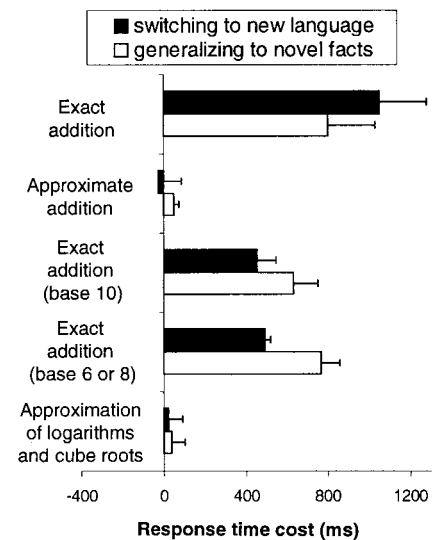 switching to new language
generalizing to novel facts
Exact
addition
Approximate
addition
Exact
addition
(base 10)
Exact
addition
(base 6 or 8)
Approximation
of logarithms
and cube roots
-400 0 400 800 1200
Response time cost (ms)